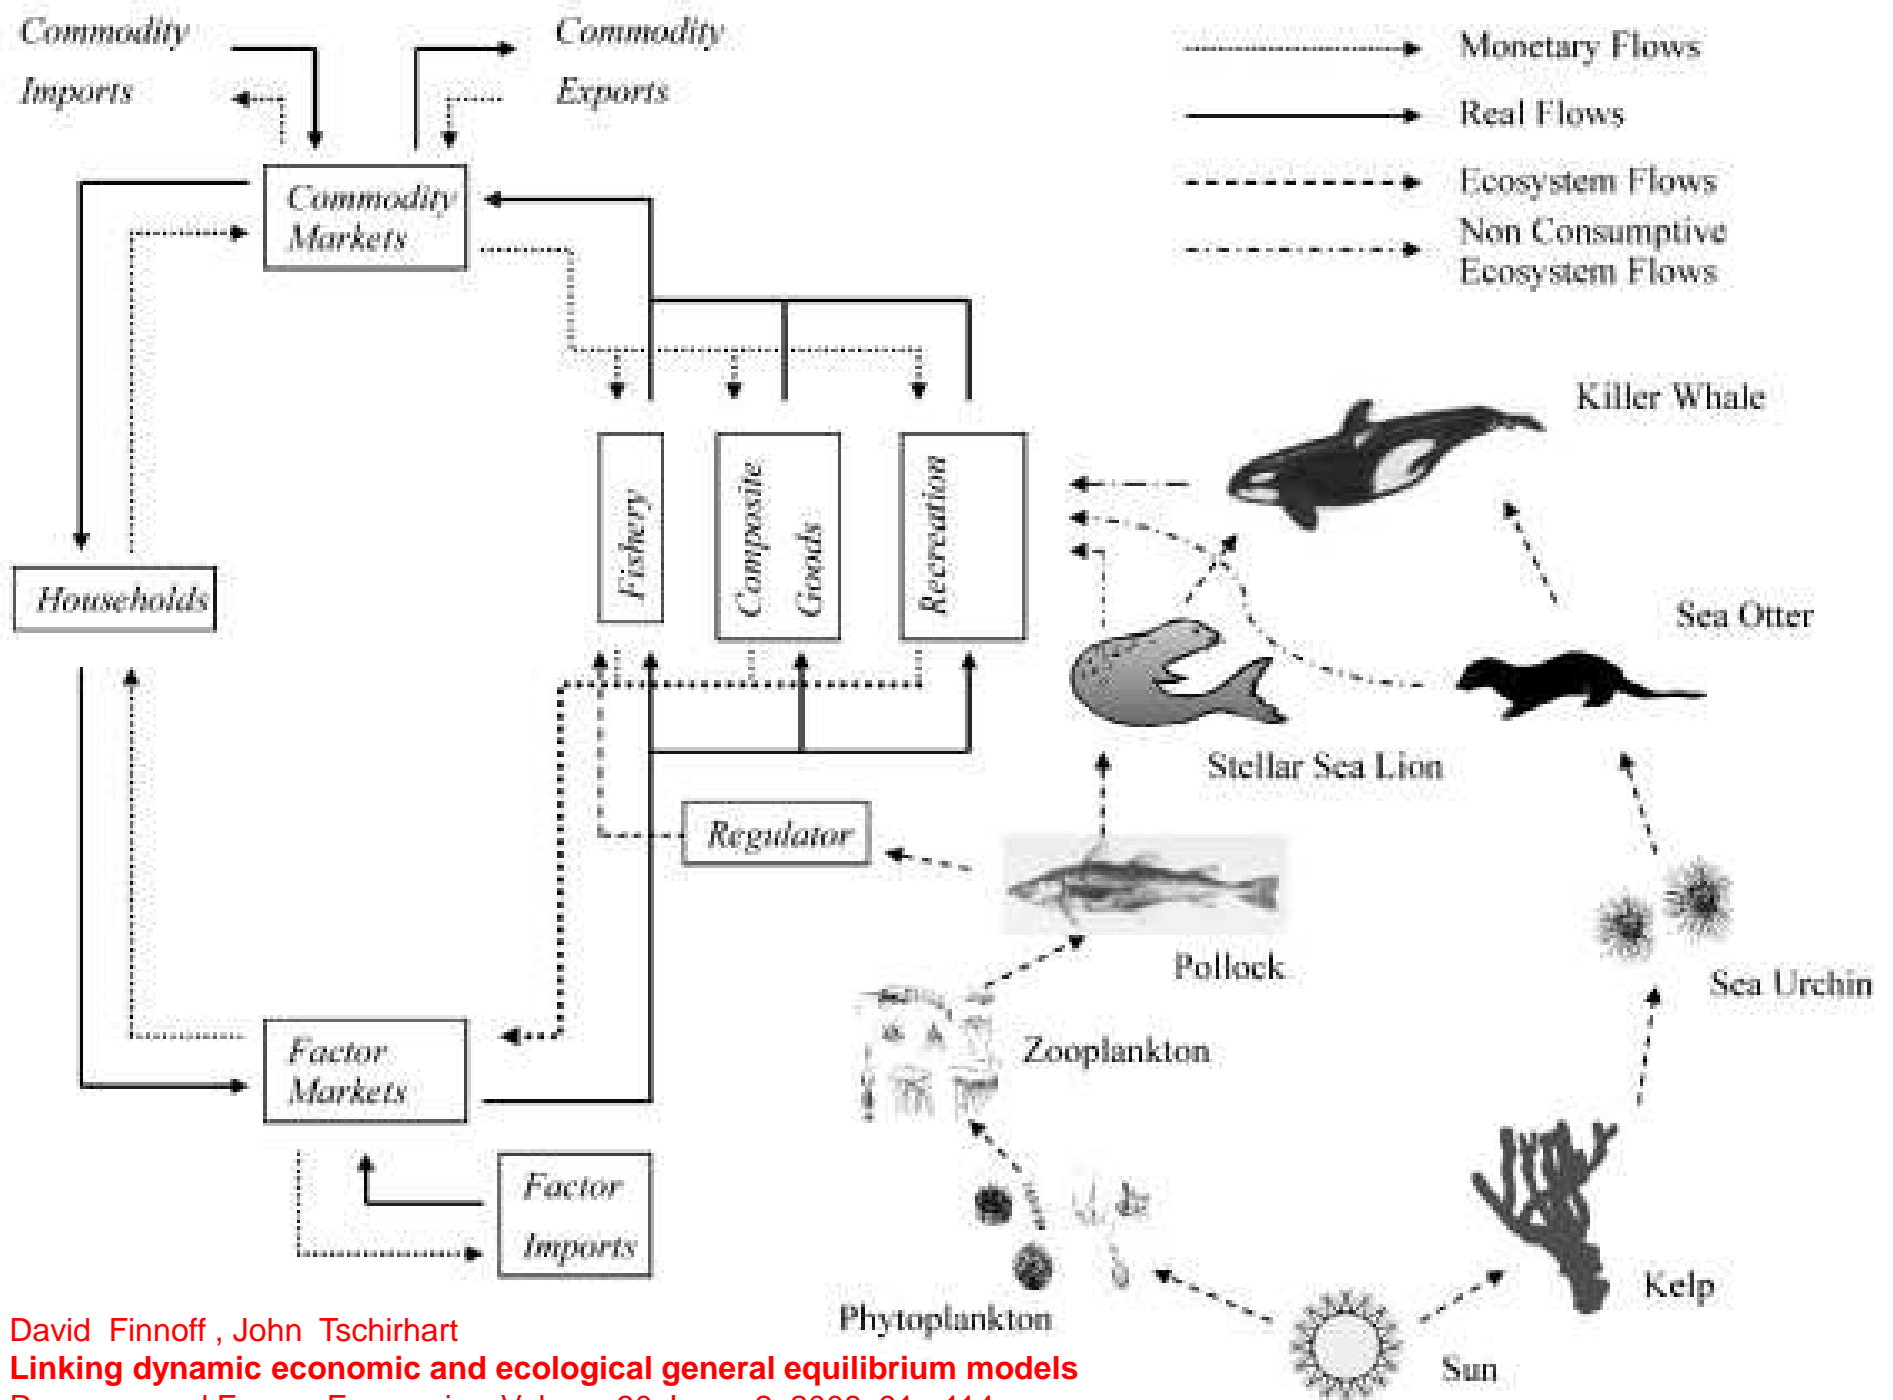 Commodity
Imports
Commodity
Exports
Monetary Flows
Real Flows
Ecosystem Flows
Non Consumptive
Ecosystem Flows
Commodity
Markets
Households
Fishery
Composite
Goods
Recreation
Killer Whale
Sea Otter
Stellar Sea Lion
Regulator
Pollock
Sea Urchin
Zooplankton
Factor
Markets
Factor
Imports
Phytoplankton
Kelp
Sun
David Finnoff , John Tschirhart
Linking dynamic economic and ecological general equilibrium models